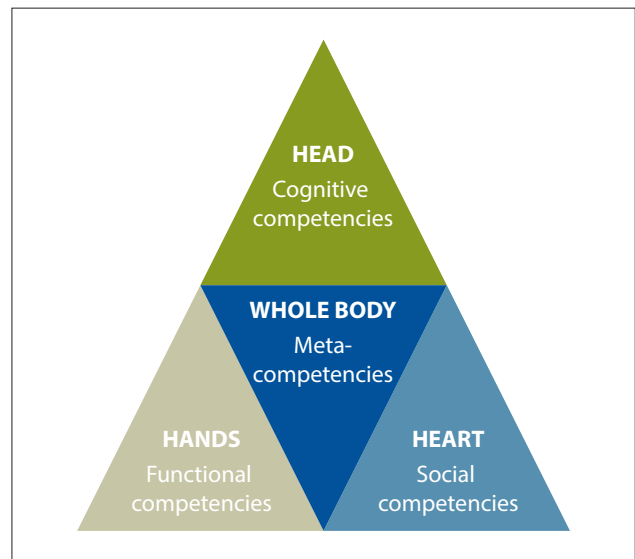 HEAD
Cognitive
competencies
WHOLE BODY
Meta-
competencies
HANDS
Functional
competencies
HEART
Social
competencies